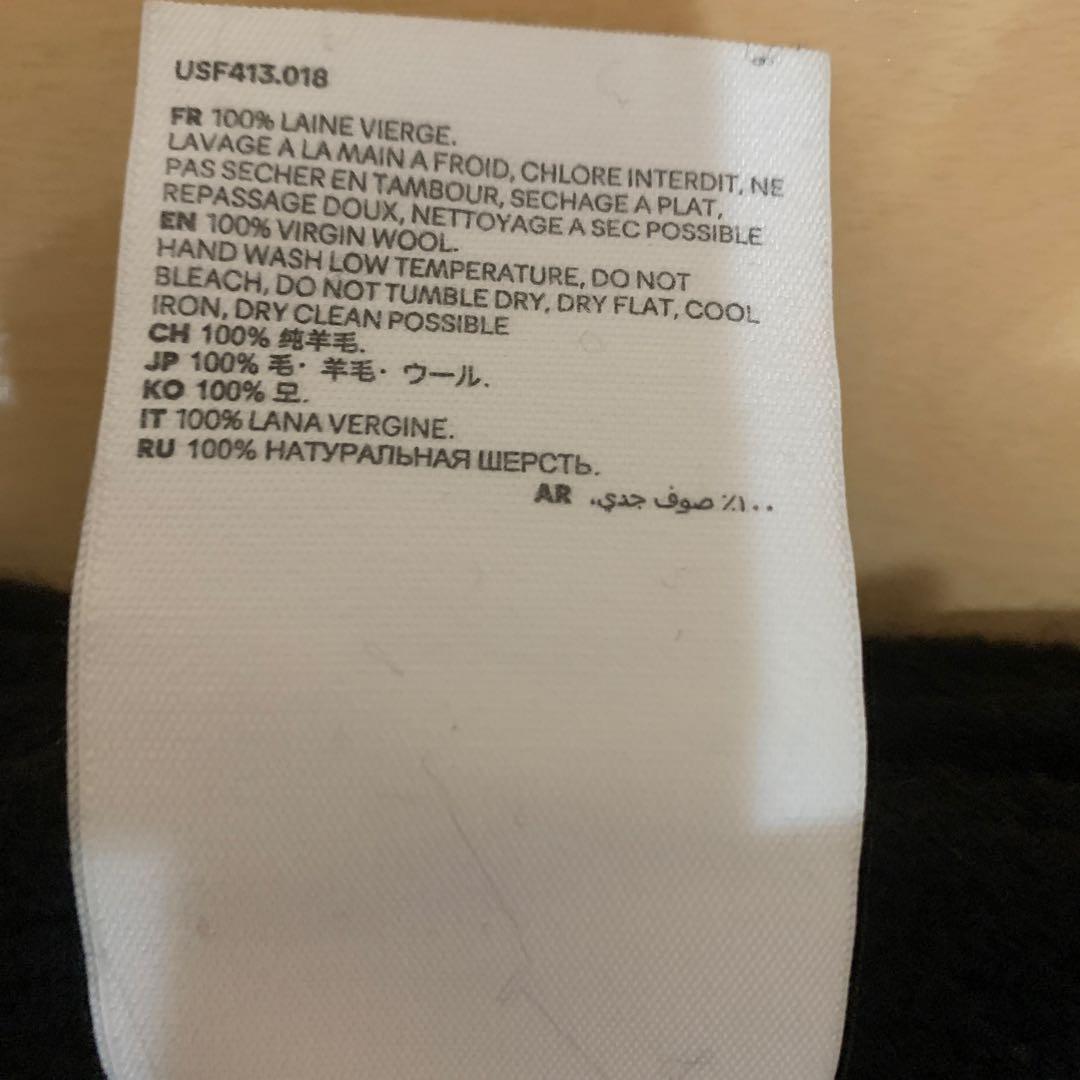 USF413.018
FR 100% LAINE VIERGE.
LAVAGE A LA MAIN A FROID, CHLORE INTERDIT, NE
PAS SECHER EN TAMBOUR, SECHAGE A PLAT,
REPASSAGE DOUX, NETTOYAGE A SEC POSSIBLE
EN 100% VIRGIN WOOL.
HAND WASH LOW TEMPERATURE, DO NOT
BLEACH, DO NOT TUMBLE DRY, DRY FLAT, COOL
IRON, DRY CLEAN POSSIBLE
CH 100% 纯羊毛.
JP 100% 毛・羊毛・ウール.
KO 100% 모.
IT 100% LANA VERGINE.
RU 100% НАТУРАЛЬНАЯ ШЕРСТЬ.
AR ١٠٠٪ صوف جدي..